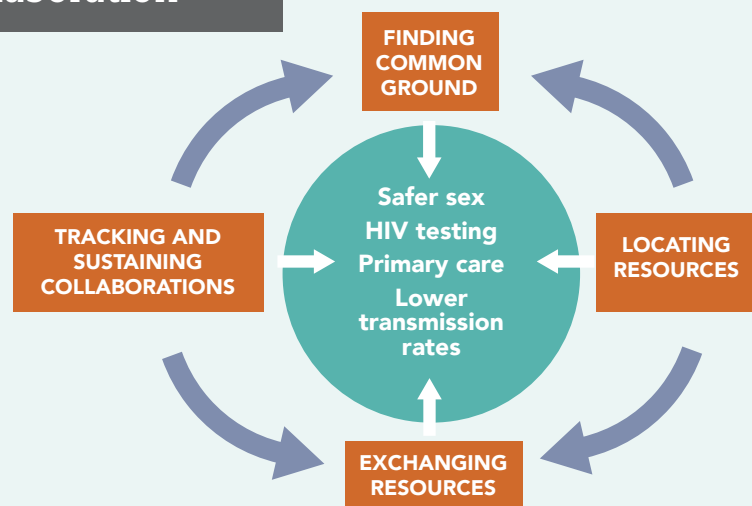 FINDING
COMMON
GROUND
Safer sex
HIV testing
Primary care
Lower
transmission
rates
TRACKING AND
SUSTAINING
COLLABORATIONS
LOCATING
RESOURCES
EXCHANGING
RESOURCES